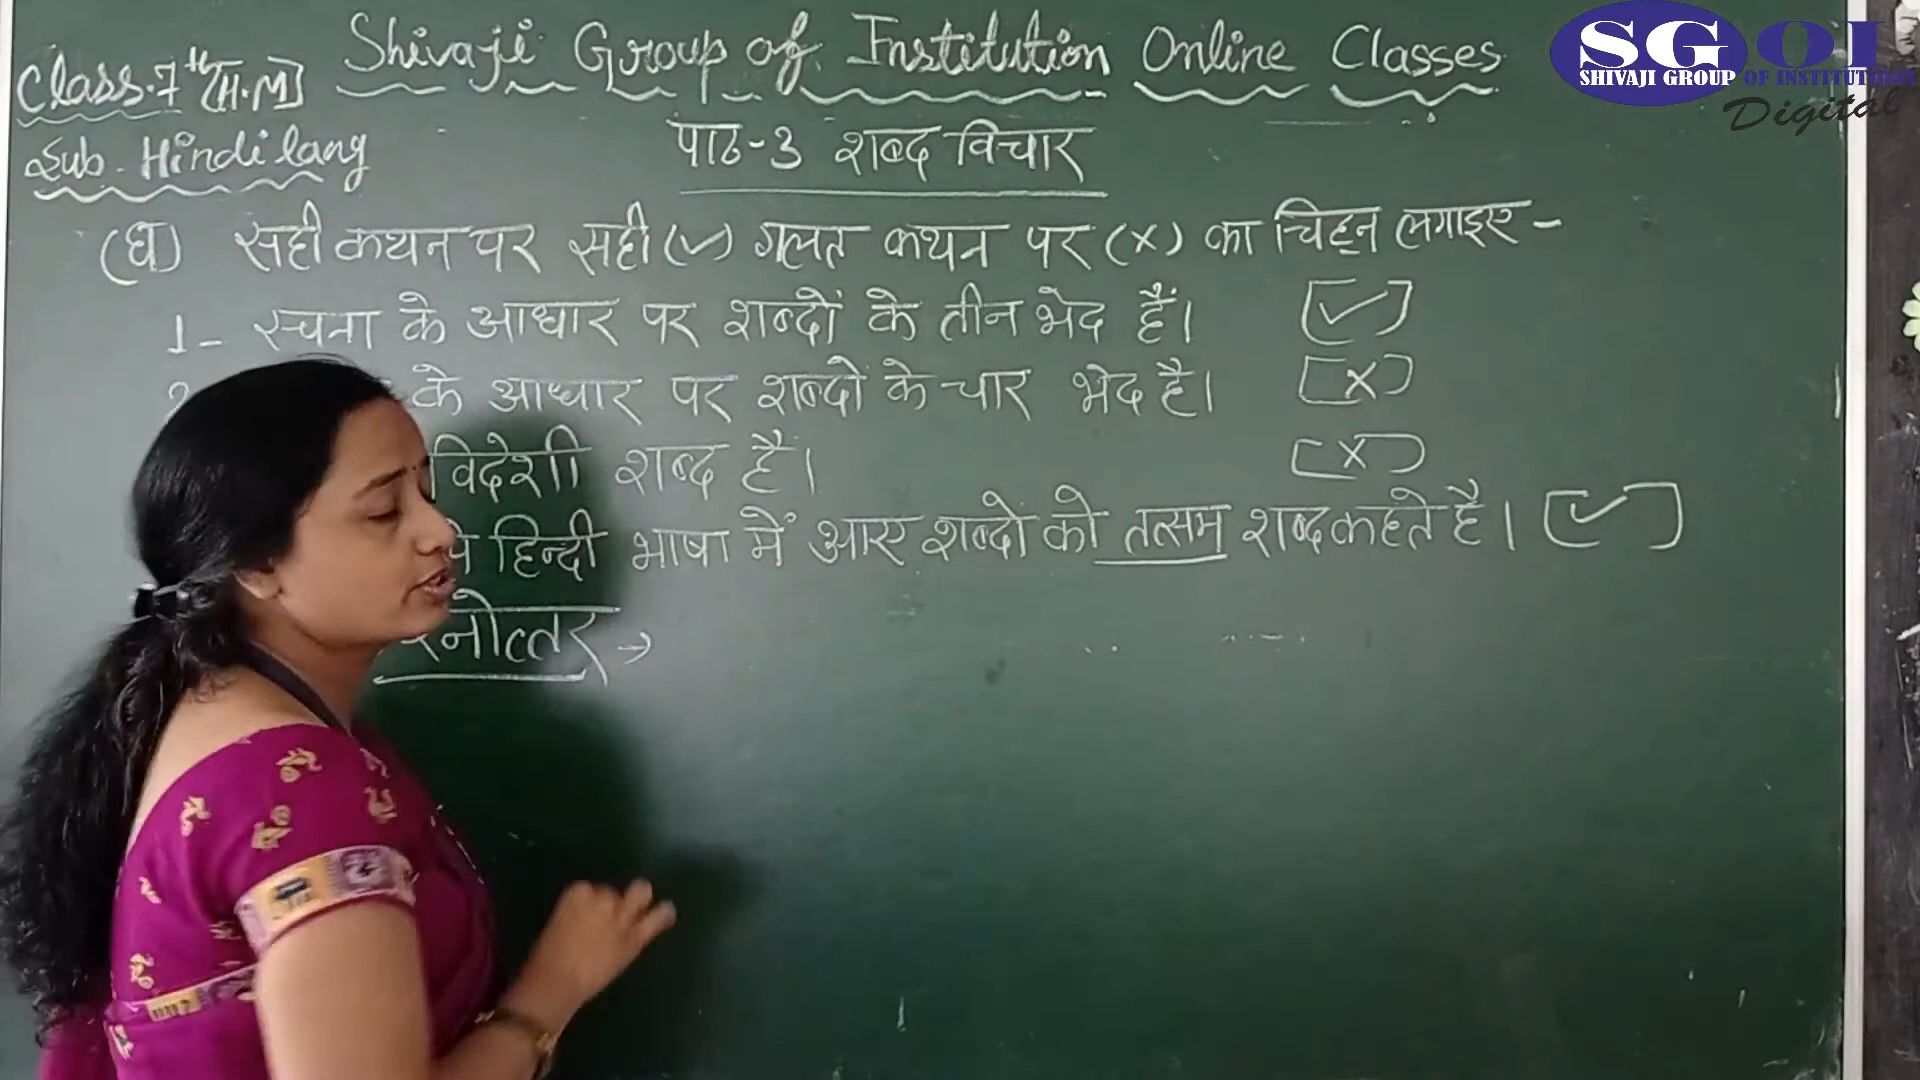 Shivaji Group of Institution Online Classes
Class.7th [H.M]
Sub. Hindi lang
SGOI
SHIVAJI GROUP OF INSTITUTIONS
Digital
पाठ-3 शब्द विचार
(घ) सही कथन पर सही (✓) गलत कथन पर (×) का चिह्न लगाइए -
1- रचना के आधार पर शब्दों के तीन भेद हैं। [✓]
के आधार पर शब्दों के चार भेद है। [×]
विदेशी शब्द है। [×]
हिन्दी भाषा में आए शब्दों को तत्सम शब्द कहते है। [✓]